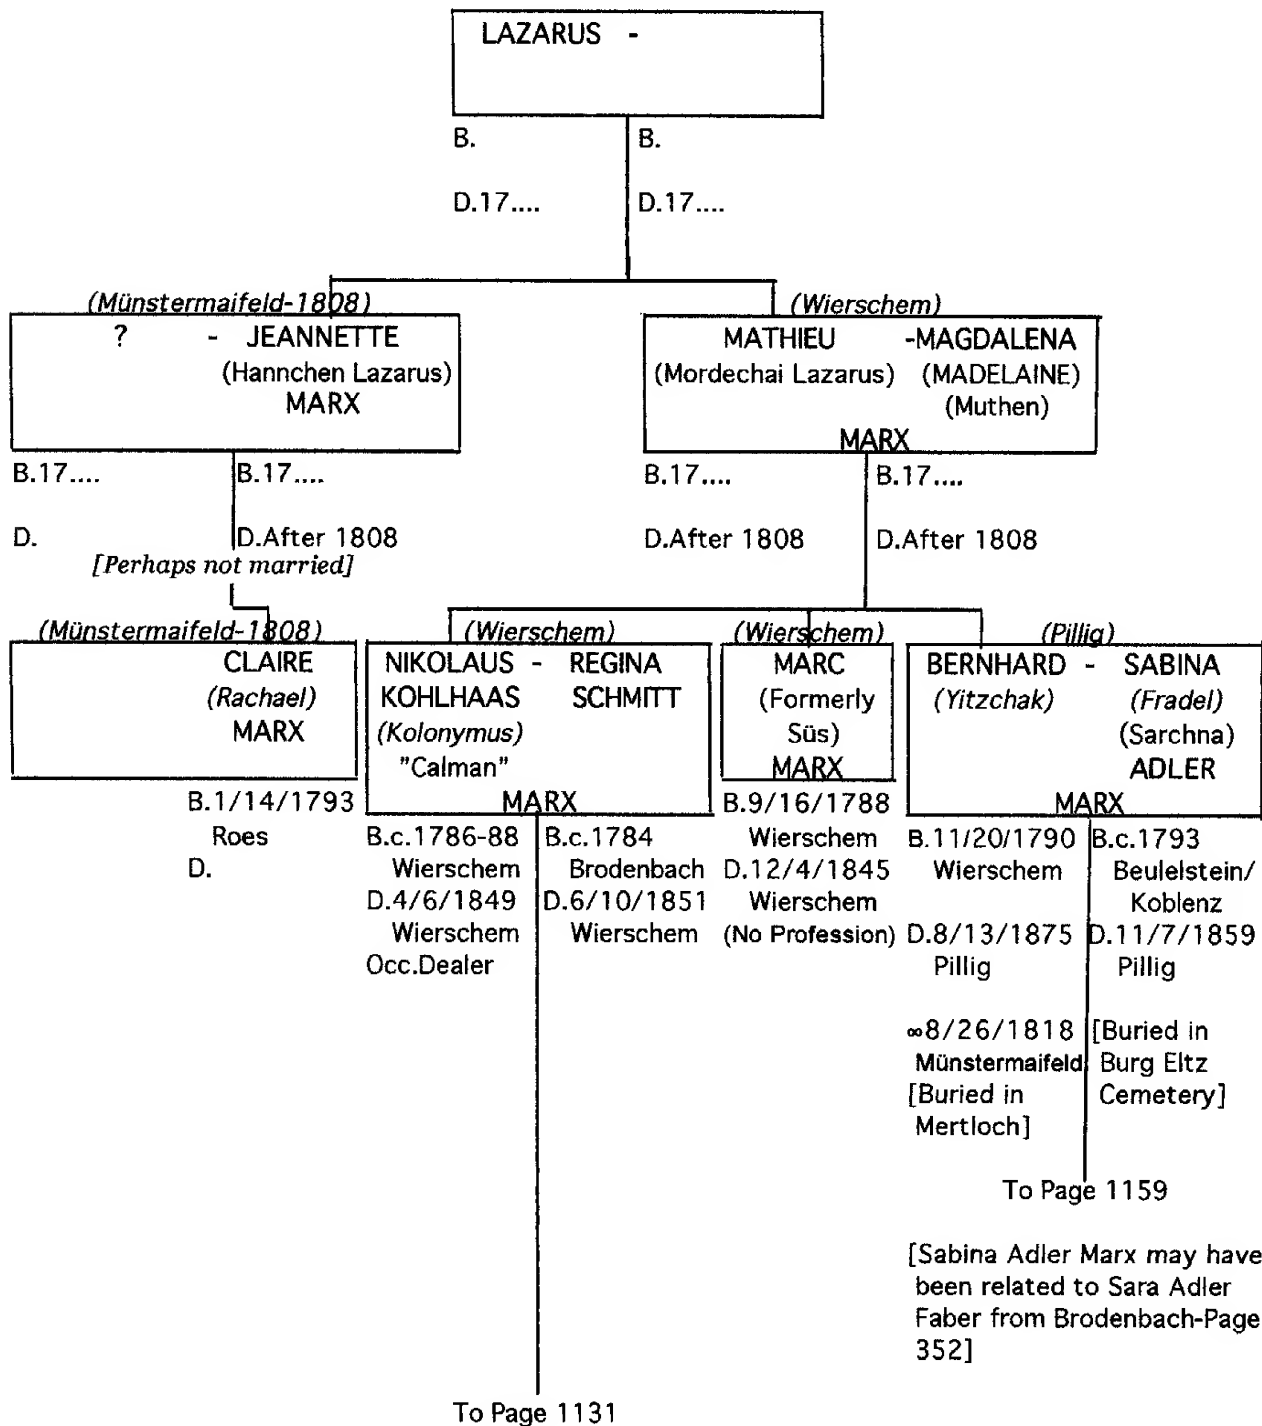 LAZARUS -
B. B.
D.17.... D.17....
(Münstermaifeld-1808)
? - JEANNETTE
(Hannchen Lazarus)
MARX
B.17.... B.17....
D. D.After 1808
[Perhaps not married]
(Wierschem)
MATHIEU -MAGDALENA
(Mordechai Lazarus) (MADELAINE)
(Muthen)
MARX
B.17.... B.17....
D.After 1808 D.After 1808
(Münstermaifeld-1808)
CLAIRE
(Rachael)
MARX
B.1/14/1793
Roes
D.
(Wierschem)
NIKOLAUS - REGINA
KOHLHAAS SCHMITT
(Kolonymus)
"Calman"
MARX
B.c.1786-88 B.c.1784
Wierschem Brodenbach
D.4/6/1849 D.6/10/1851
Wierschem Wierschem
Occ.Dealer
To Page 1131
(Wierschem)
MARC
(Formerly
Süs)
MARX
B.9/16/1788
Wierschem
D.12/4/1845
Wierschem
(No Profession)
(Pillig)
BERNHARD - SABINA
(Yitzchak) (Fradel)
(Sarchna)
ADLER
MARX
B.11/20/1790 B.c.1793
Wierschem Beulelstein/
Koblenz
D.8/13/1875 D.11/7/1859
Pillig Pillig
∞8/26/1818 [Buried in
Münstermaifeld Burg Eltz
[Buried in Cemetery]
Mertloch]
To Page 1159
[Sabina Adler Marx may have
been related to Sara Adler
Faber from Brodenbach-Page
352]